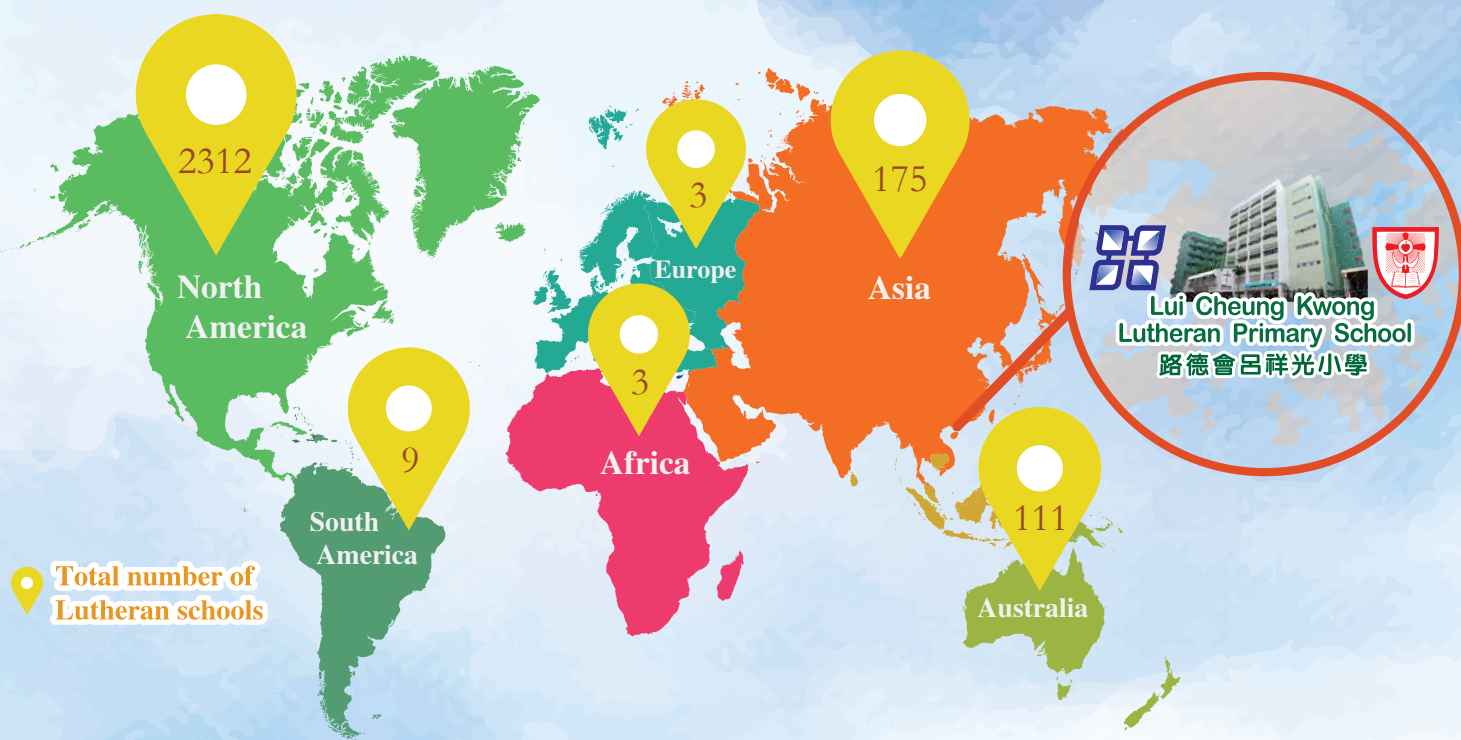 2312
North
America
3
Europe
175
Asia
Lui Cheung Kwong
Lutheran Primary School
路德會呂祥光小學
9
South
America
3
Africa
111
Australia
Total number of
Lutheran schools